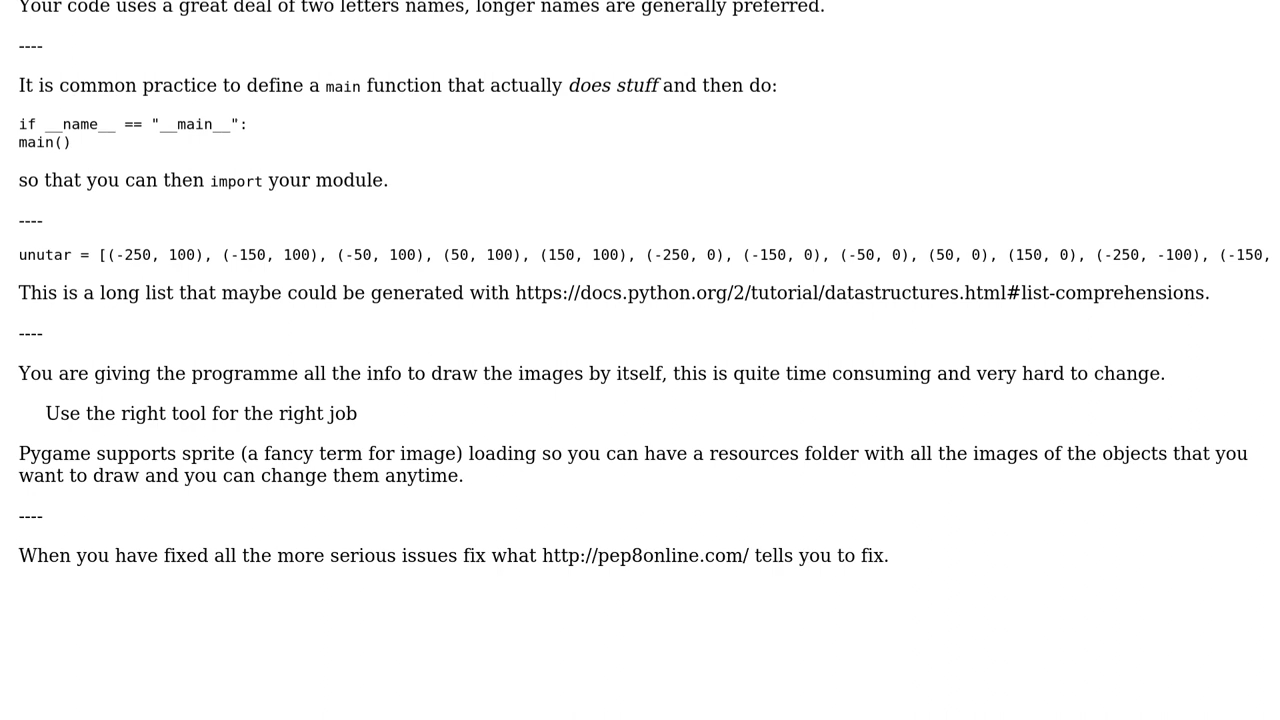 Your code uses a great deal of two letters names, longer names are generally preferred.
----
It is common practice to define a main function that actually does stuff and then do:
if __name__ == "__main__":
main()
so that you can then import your module.
----
unutar = [(-250, 100), (-150, 100), (-50, 100), (50, 100), (150, 100), (-250, 0), (-150, 0), (-50, 0), (50, 0), (150, 0), (-250, -100), (-150,
This is a long list that maybe could be generated with https://docs.python.org/2/tutorial/datastructures.html#list-comprehensions.
----
You are giving the programme all the info to draw the images by itself, this is quite time consuming and very hard to change.
Use the right tool for the right job
Pygame supports sprite (a fancy term for image) loading so you can have a resources folder with all the images of the objects that you
want to draw and you can change them anytime.
----
When you have fixed all the more serious issues fix what http://pep8online.com/ tells you to fix.